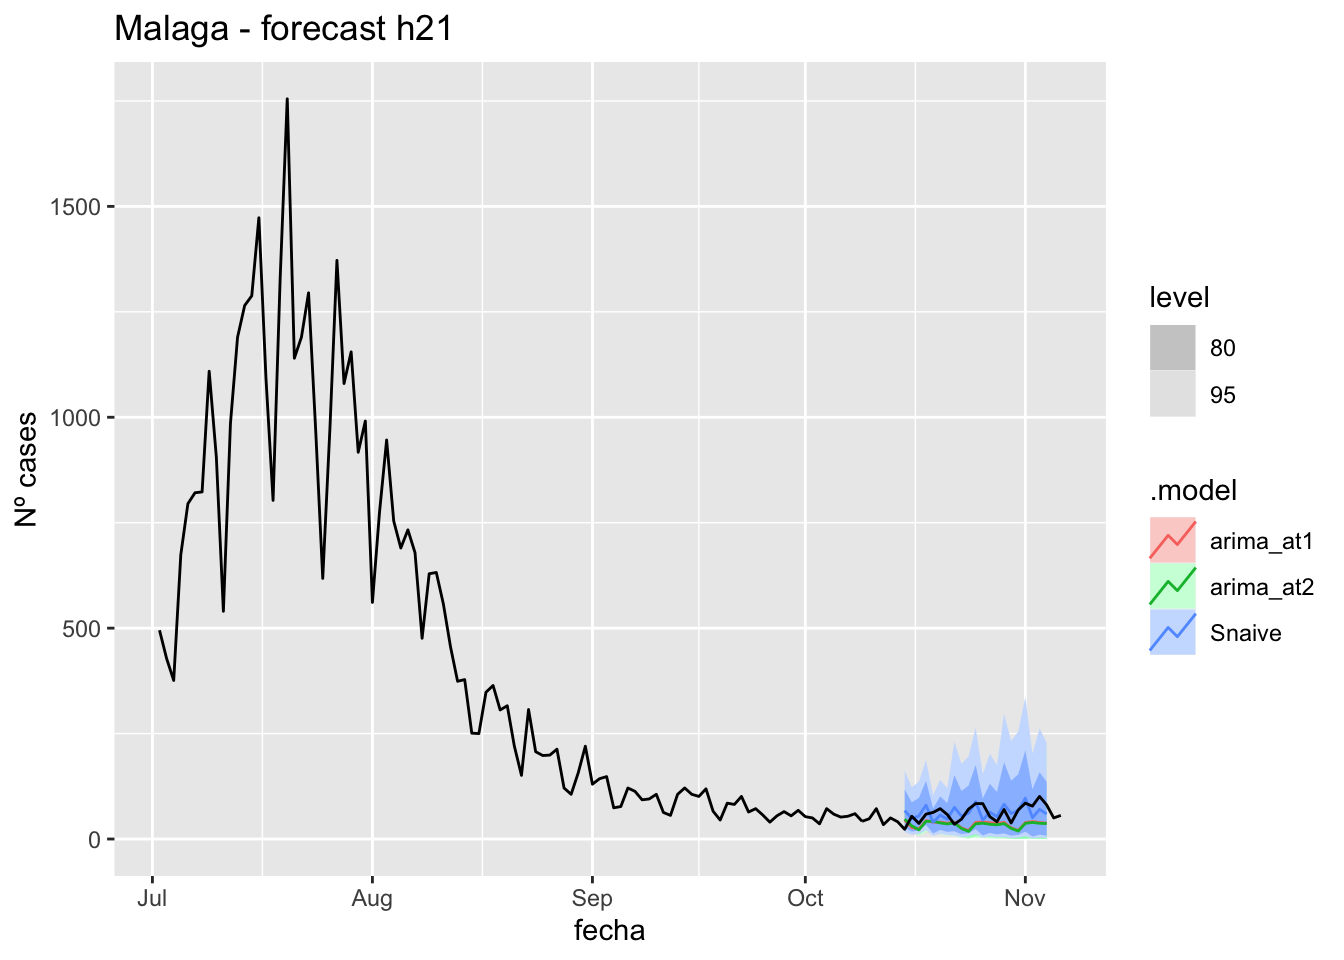 Malaga - forecast h21
Nº cases
1500
1000
500
0
Jul
Aug
Sep
Oct
Nov
fecha
level
80
95
.model
arima_at1
arima_at2
Snaive